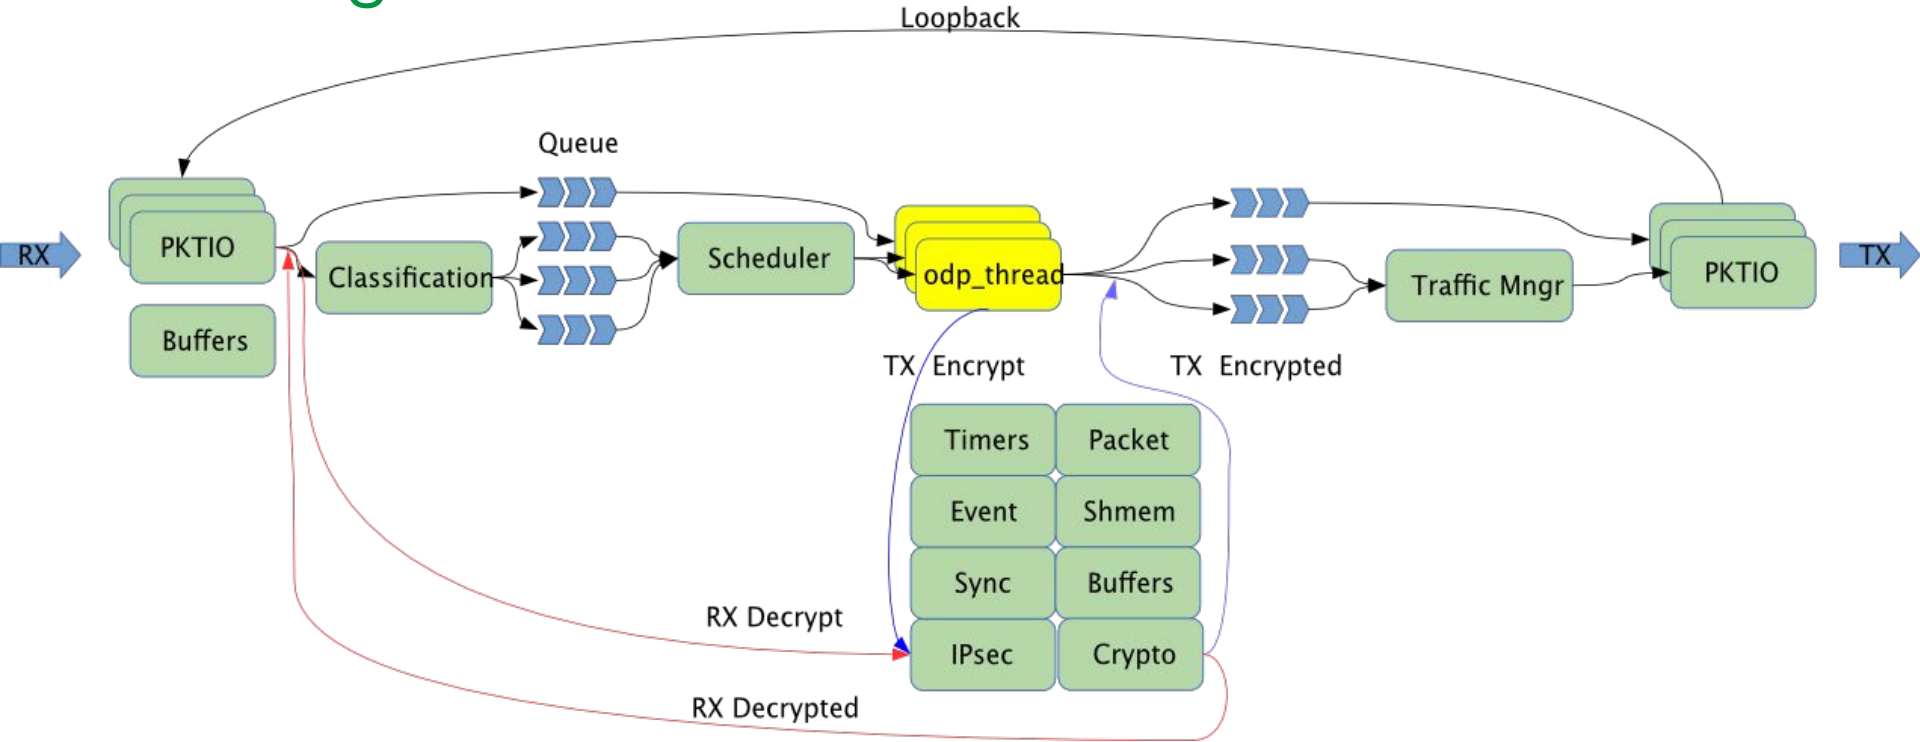 g
Loopback
Queue
RX
PKTIO
Classification
Scheduler
odp_thread
Traffic Mngr
PKTIO
TX
Buffers
TX Encrypt
TX Encrypted
Timers
Packet
Event
Shmem
Sync
Buffers
RX Decrypt
IPsec
Crypto
RX Decrypted